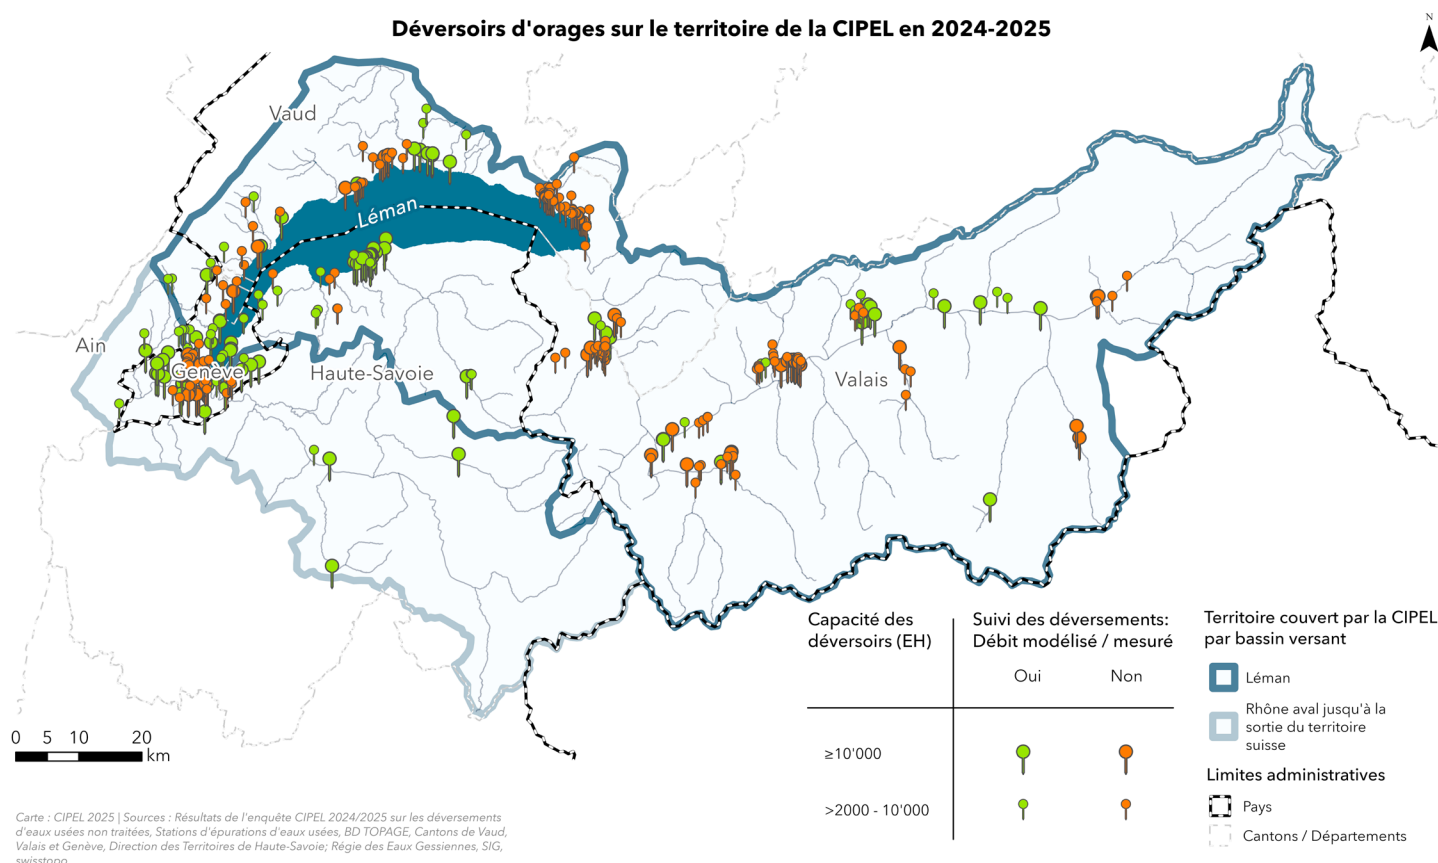 Déversoirs d'orages sur le territoire de la CIPEL en 2024-2025
N
Vaud
Léman
Ain
Genève
Haute-Savoie
Valais
Capacité des
déversoirs (EH)
Suivi des déversements:
Débit modélisé / mesuré
Oui
Non
≥10'000
>2000 - 10'000
Territoire couvert par la CIPEL
par bassin versant
Léman
Rhône aval jusqu'à la
sortie du territoire
suisse
Limites administratives
Pays
Cantons / Départements
0 5 10 20
km
Carte : CIPEL 2025 | Sources : Résultats de l'enquête CIPEL 2024/2025 sur les déversements
d'eaux usées non traitées, Stations d'épurations d'eaux usées, BD TOPAGE, Cantons de Vaud,
Valais et Genève, Direction des Territoires de Haute-Savoie; Régie des Eaux Gessiennes, SIG,
swisstopo